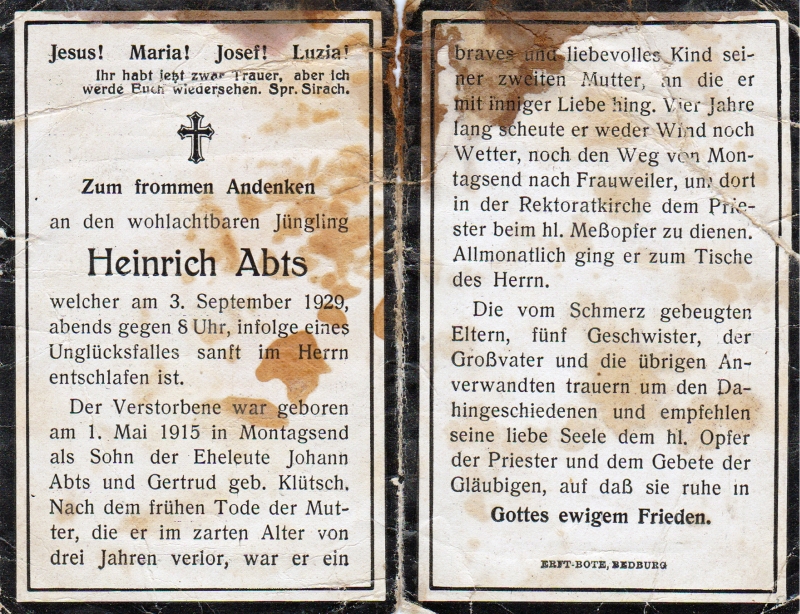 Jesus! Maria! Josef! Luzia!
Ihr habt jetzt zwar Trauer, aber ich
werde Euch wiedersehen. Spr. Sirach.
Zum frommen Andenken
an den wohlachtbaren Jüngling
Heinrich Abts
welcher am 3. September 1929,
abends gegen 8 Uhr, infolge eines
Unglücksfalles sanft im Herrn
entschlafen ist.
Der Verstorbene war geboren
am 1. Mai 1915 in Montagsend
als Sohn der Eheleute Johann
Abts und Gertrud geb. Klütsch.
Nach dem frühen Tode der Mut-
ter, die er im zarten Alter von
drei Jahren verlor, war er ein
braves und liebevolles Kind sei-
ner zweiten Mutter, an die er
mit inniger Liebe hing. Vier Jahre
lang scheute er weder Wind noch
Wetter, noch den Weg von Mon-
tagsend nach Frauweiler, um dort
in der Rektoratkirche dem Prie-
ster beim hl. Meßopfer zu dienen.
Allmonatlich ging er zum Tische
des Herrn.
Die vom Schmerz gebeugten
Eltern, fünf Geschwister, der
Großvater und die übrigen An-
verwandten trauern um den Da-
hingeschiedenen und empfehlen
seine liebe Seele dem hl. Opfer
der Priester und dem Gebete der
Gläubigen, auf daß sie ruhe in
Gottes ewigem Frieden.
ERFT-BOTE, BEDBURG